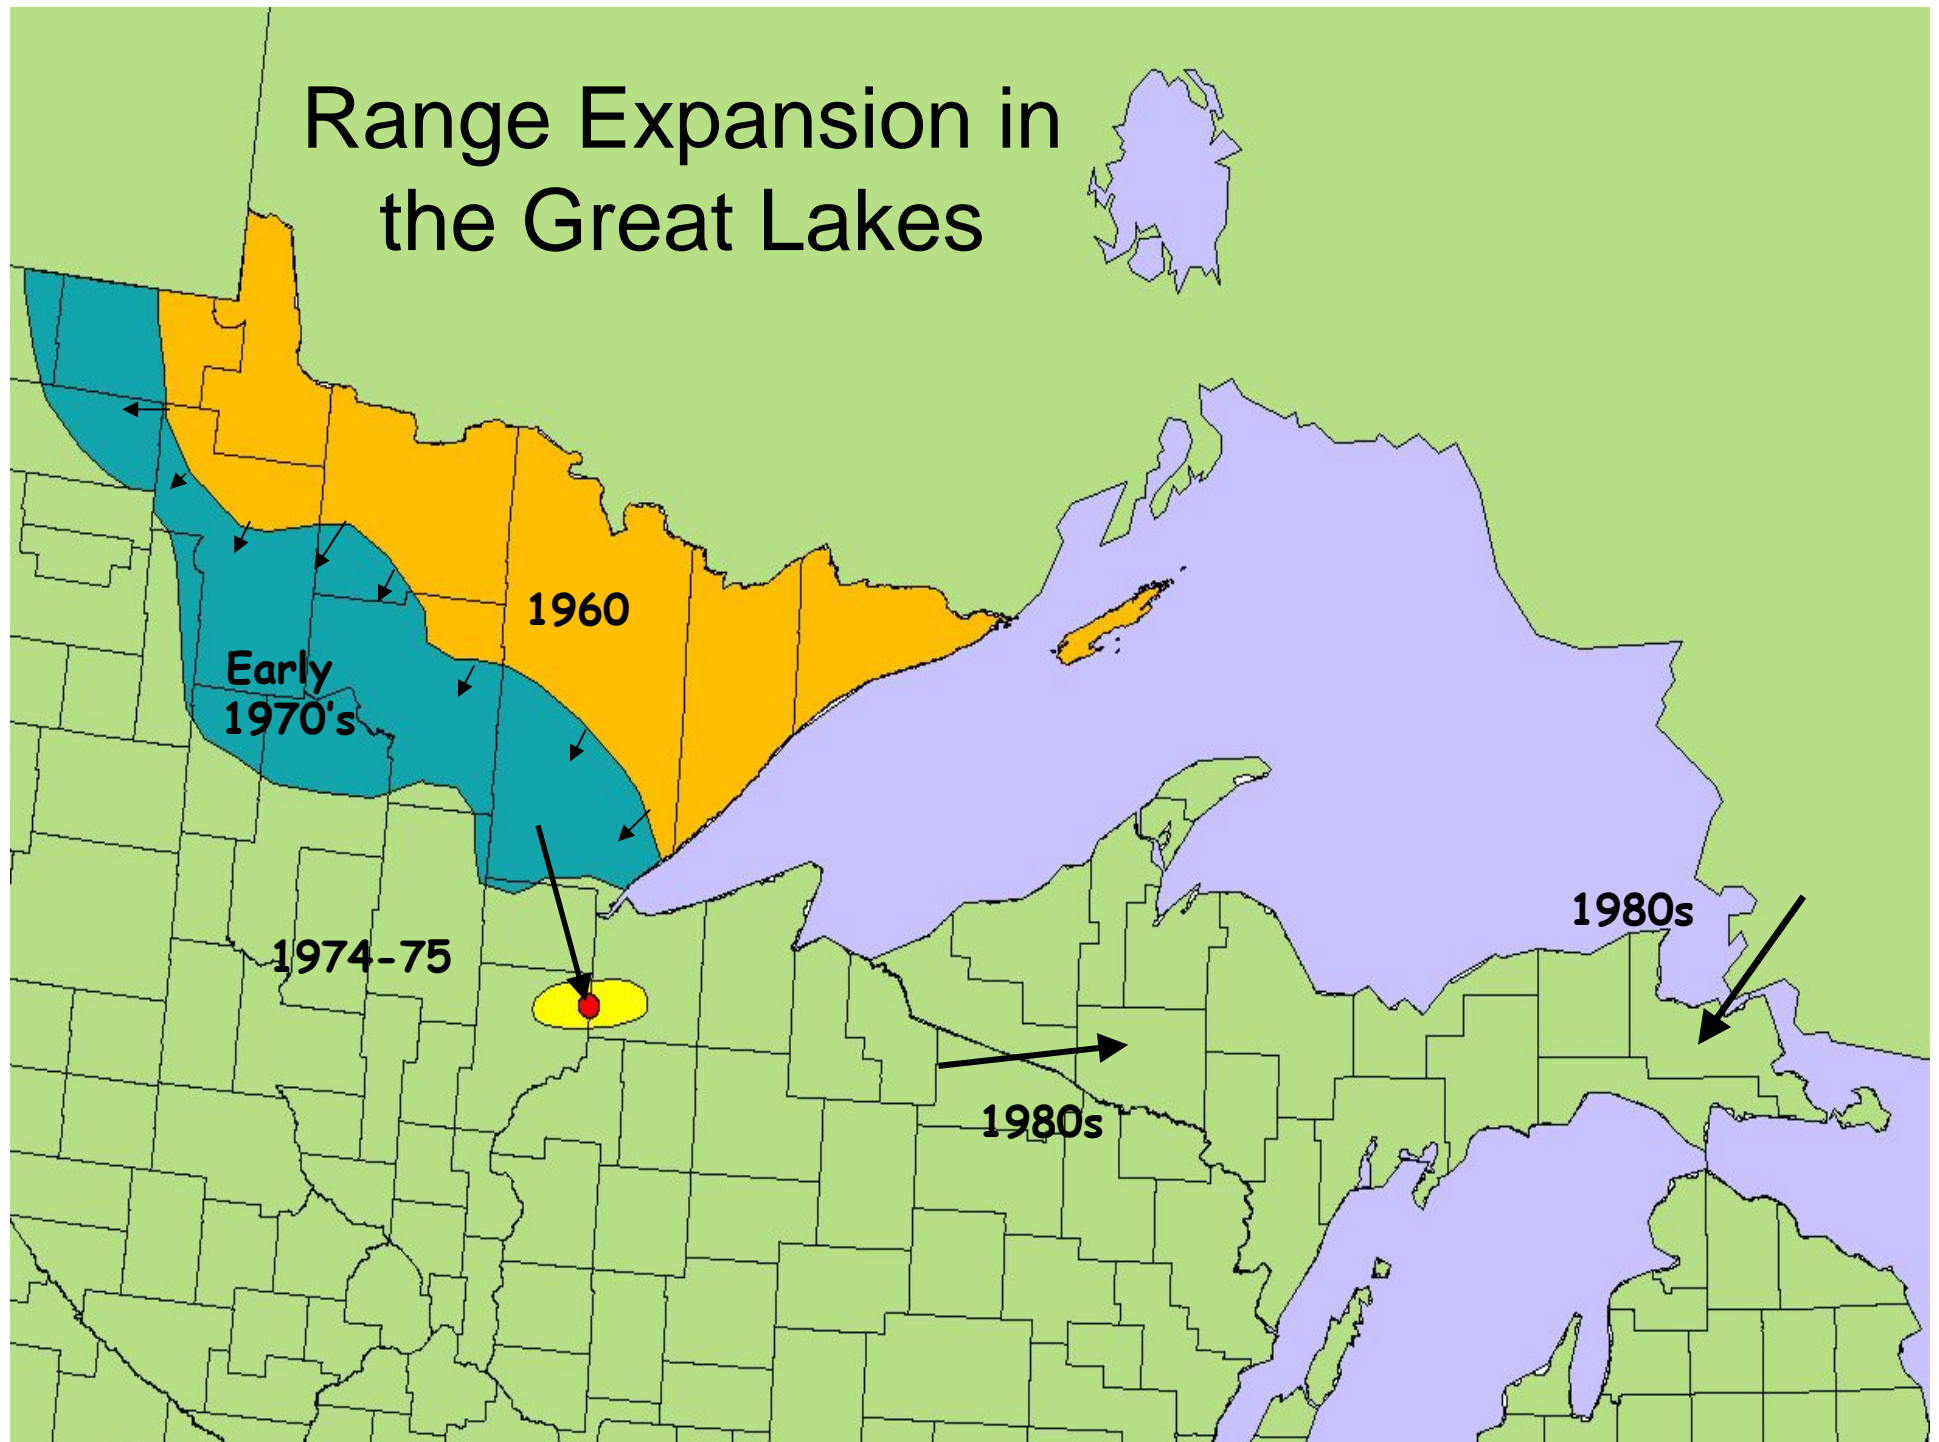 Range Expansion in
the Great Lakes
1960
Early
1970's
1980s
1974-75
1980s